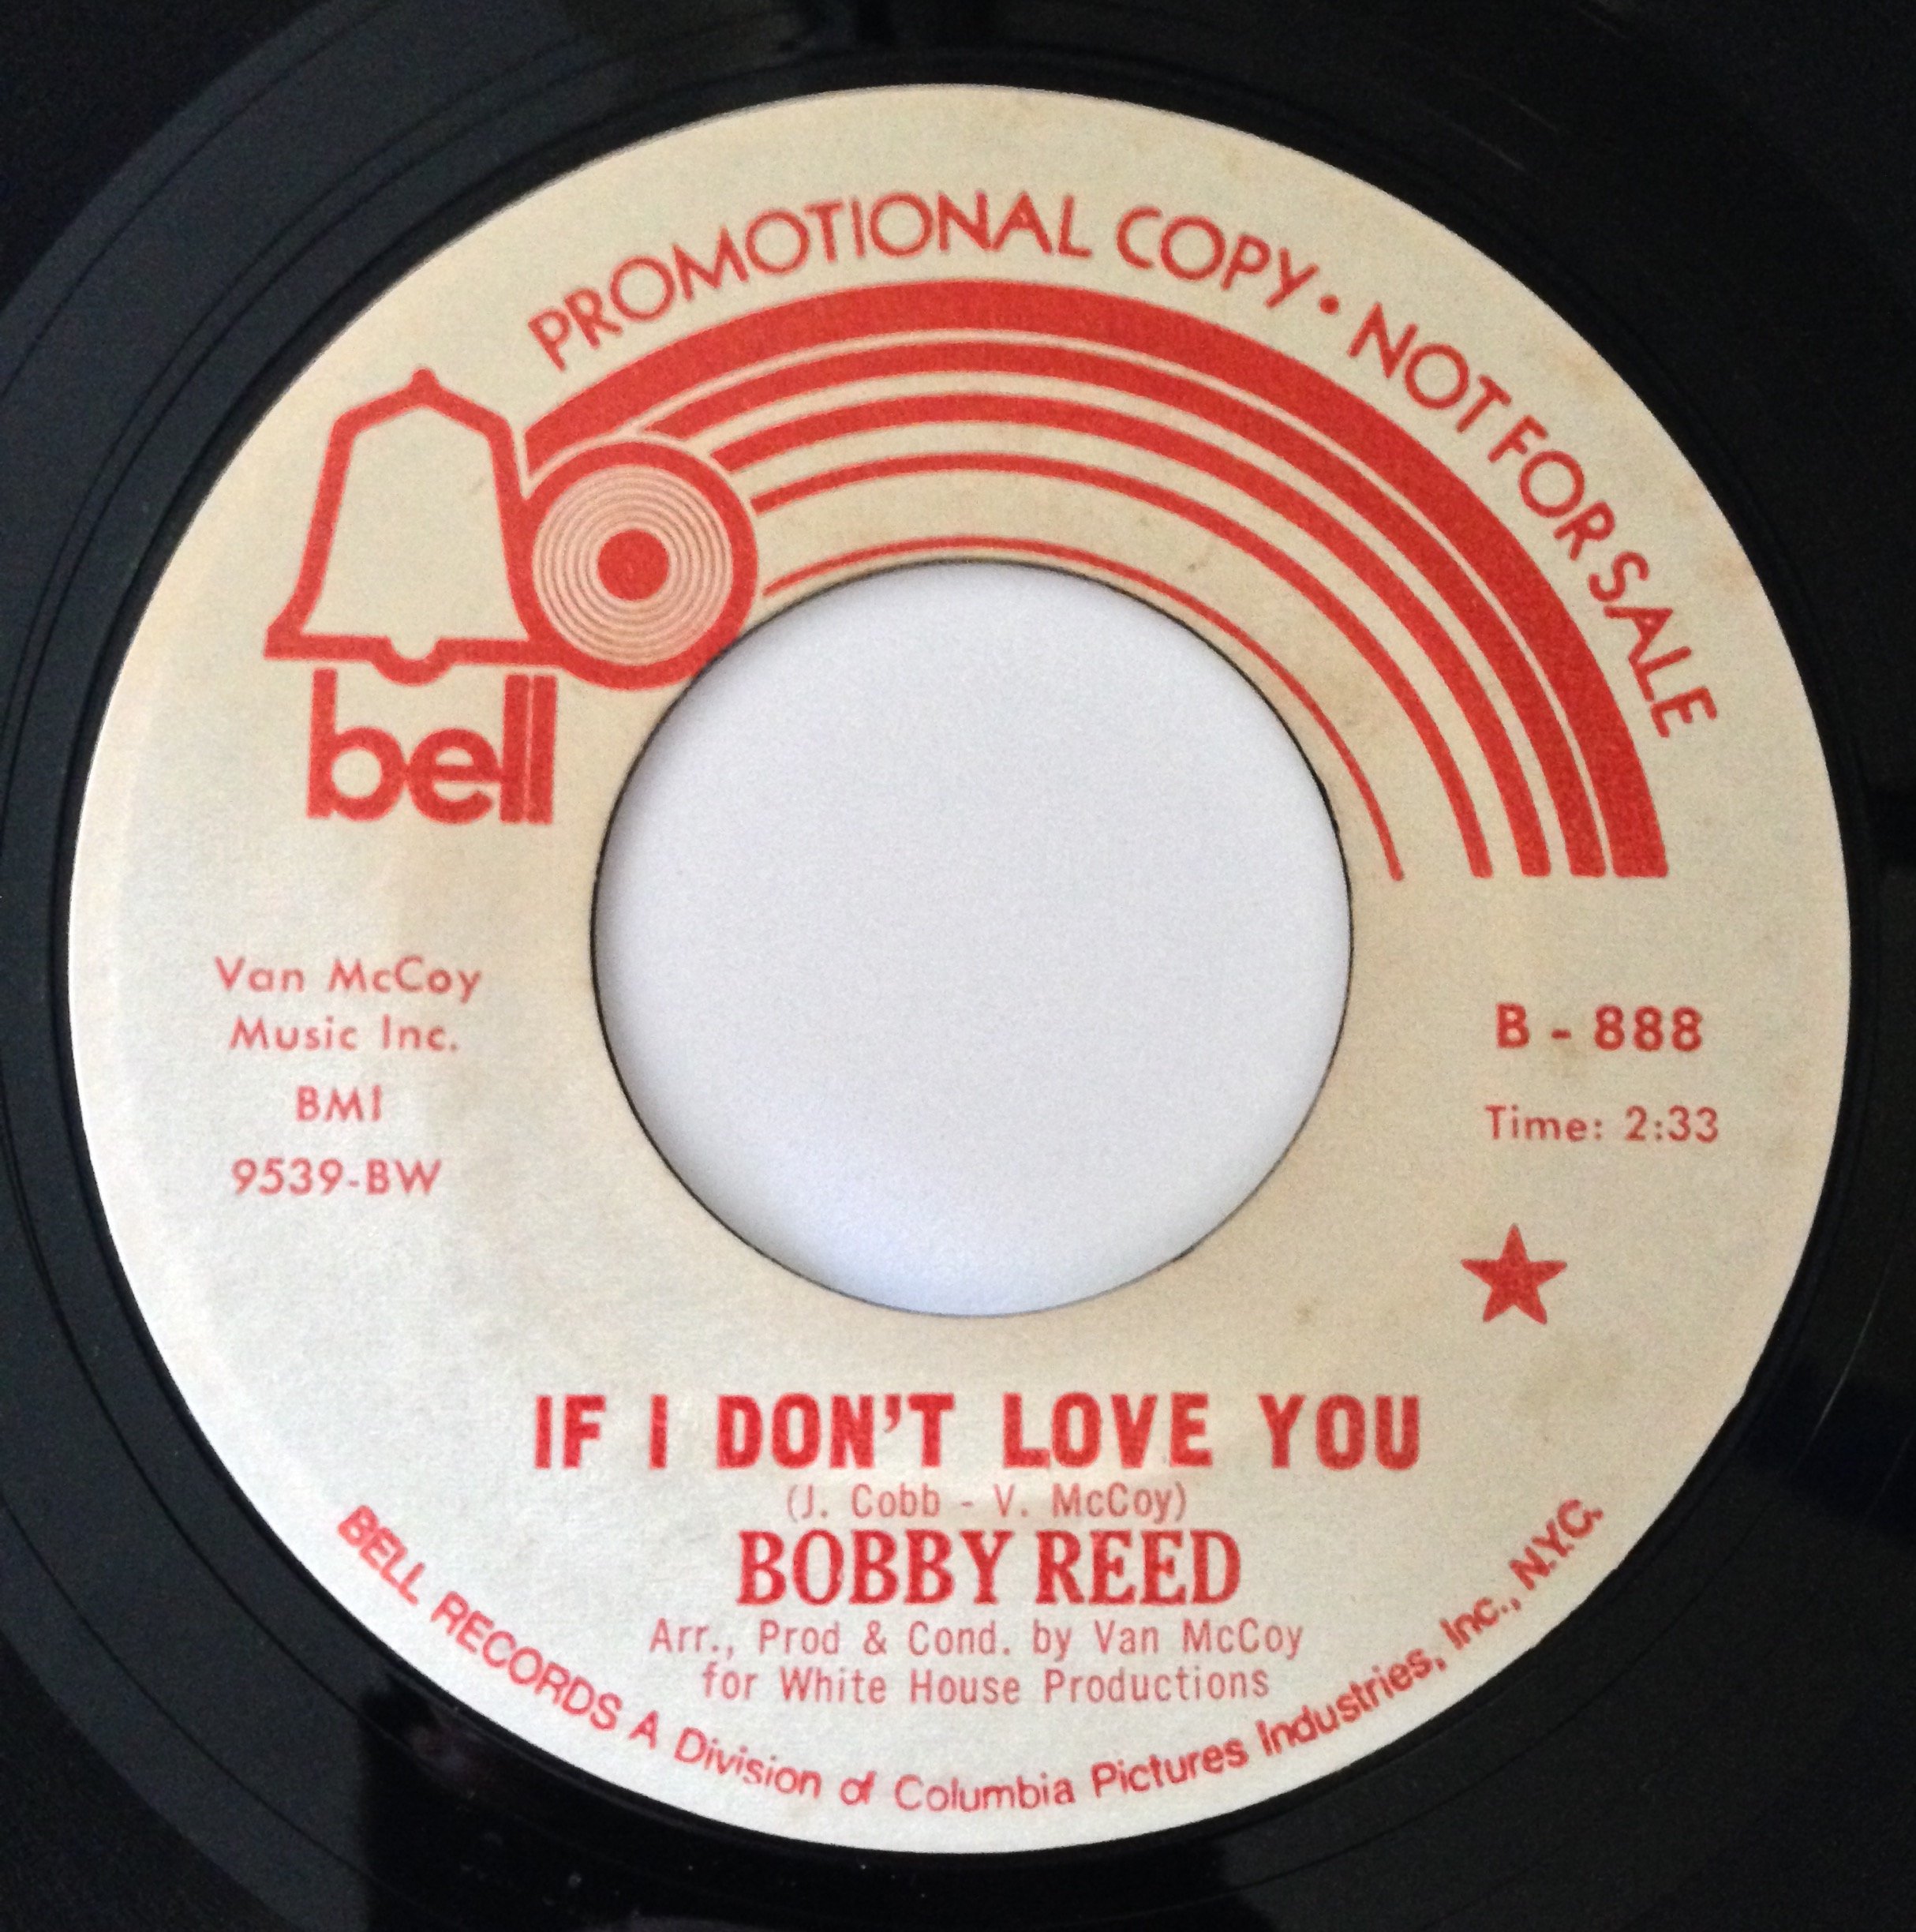 PROMOTIONAL COPY • NOT FOR SALE
bell
Van McCoy
Music Inc.
BMI
9539-BW
B - 888
Time: 2:33
IF I DON'T LOVE YOU
(J. Cobb - V. McCoy)
BOBBY REED
Arr., Prod & Cond. by Van McCoy
for White House Productions
BELL RECORDS A Division of Columbia Pictures Industries, Inc., N.Y.C.